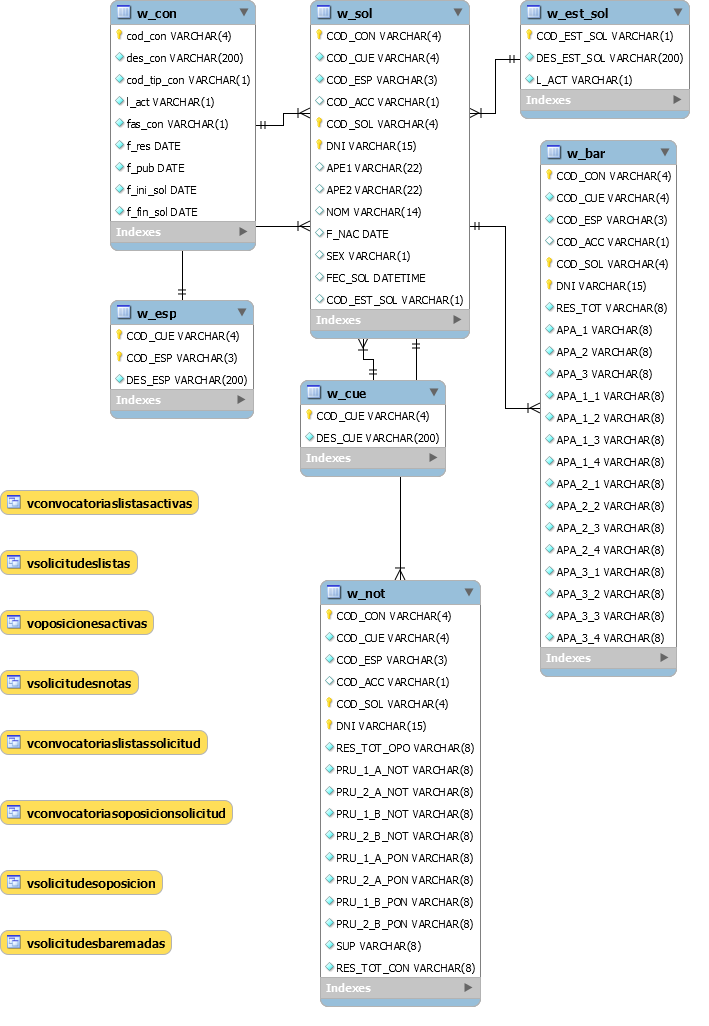 w_con
cod_con VARCHAR(4)
des_con VARCHAR(200)
cod_tip_con VARCHAR(1)
l_act VARCHAR(1)
fas_con VARCHAR(1)
f_res DATE
f_pub DATE
f_ini_sol DATE
f_fin_sol DATE
Indexes
w_sol
COD_CON VARCHAR(4)
COD_CUE VARCHAR(4)
COD_ESP VARCHAR(3)
COD_ACC VARCHAR(1)
COD_SOL VARCHAR(4)
DNI VARCHAR(15)
APE1 VARCHAR(22)
APE2 VARCHAR(22)
NOM VARCHAR(14)
F_NAC DATE
SEX VARCHAR(1)
FEC_SOL DATETIME
COD_EST_SOL VARCHAR(1)
Indexes
w_est_sol
COD_EST_SOL VARCHAR(1)
DES_EST_SOL VARCHAR(200)
L_ACT VARCHAR(1)
Indexes
w_bar
COD_CON VARCHAR(4)
COD_CUE VARCHAR(4)
COD_ESP VARCHAR(3)
COD_ACC VARCHAR(1)
COD_SOL VARCHAR(4)
DNI VARCHAR(15)
RES_TOT VARCHAR(8)
APA_1 VARCHAR(8)
APA_2 VARCHAR(8)
APA_3 VARCHAR(8)
APA_1_1 VARCHAR(8)
APA_1_2 VARCHAR(8)
APA_1_3 VARCHAR(8)
APA_1_4 VARCHAR(8)
APA_2_1 VARCHAR(8)
APA_2_2 VARCHAR(8)
APA_2_3 VARCHAR(8)
APA_2_4 VARCHAR(8)
APA_3_1 VARCHAR(8)
APA_3_2 VARCHAR(8)
APA_3_3 VARCHAR(8)
APA_3_4 VARCHAR(8)
Indexes
w_esp
COD_CUE VARCHAR(4)
COD_ESP VARCHAR(3)
DES_ESP VARCHAR(200)
Indexes
w_cue
COD_CUE VARCHAR(4)
DES_CUE VARCHAR(200)
Indexes
w_not
COD_CON VARCHAR(4)
COD_CUE VARCHAR(4)
COD_ESP VARCHAR(3)
COD_ACC VARCHAR(1)
COD_SOL VARCHAR(4)
DNI VARCHAR(15)
RES_TOT_OPO VARCHAR(8)
PRU_1_A_NOT VARCHAR(8)
PRU_2_A_NOT VARCHAR(8)
PRU_1_B_NOT VARCHAR(8)
PRU_2_B_NOT VARCHAR(8)
PRU_1_A_PON VARCHAR(8)
PRU_2_A_PON VARCHAR(8)
PRU_1_B_PON VARCHAR(8)
PRU_2_B_PON VARCHAR(8)
SUP VARCHAR(8)
RES_TOT_CON VARCHAR(8)
Indexes
vconvocatoriaslistasactivas
vsolicitudeslistas
voposicionesactivas
vsolicitudesnotas
vconvocatoriaslistassolicitud
vconvocatoriasoposicionsolicitud
vsolicitudesoposicion
vsolicitudesbaremadas